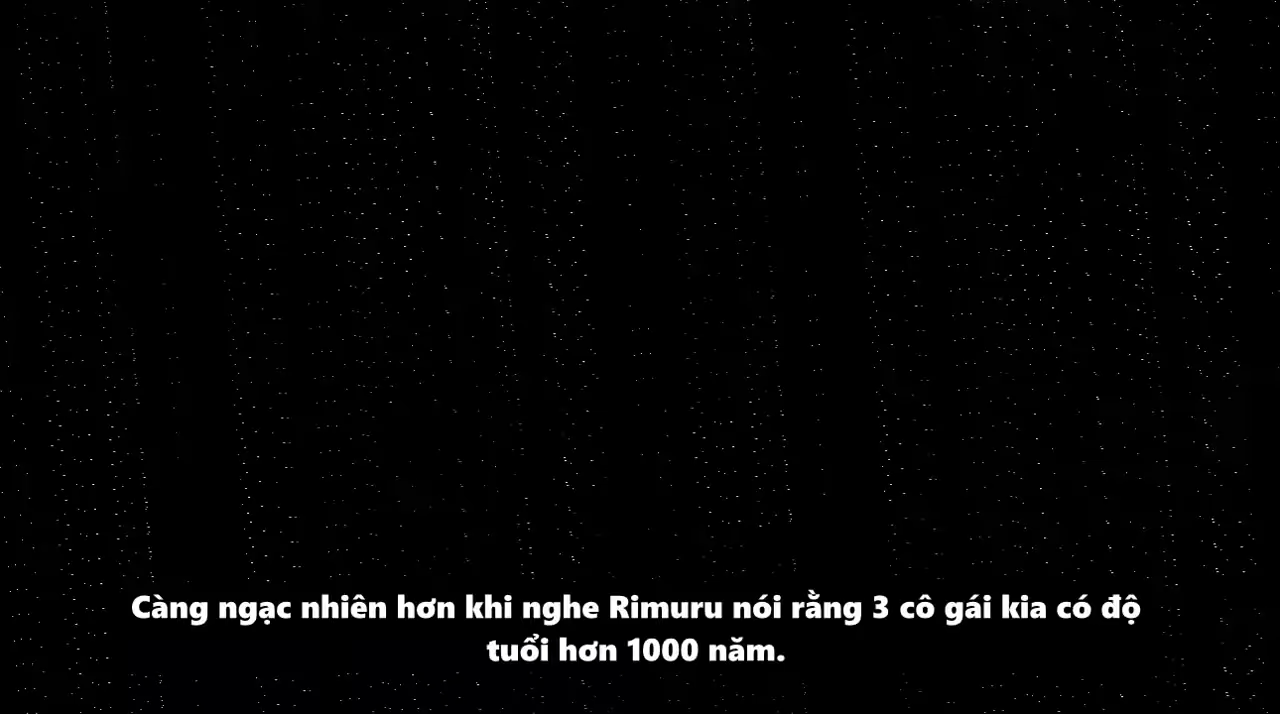 Càng ngạc nhiên hơn khi nghe Rimuru nói rằng 3 cô gái kia có độ
tuổi hơn 1000 năm.